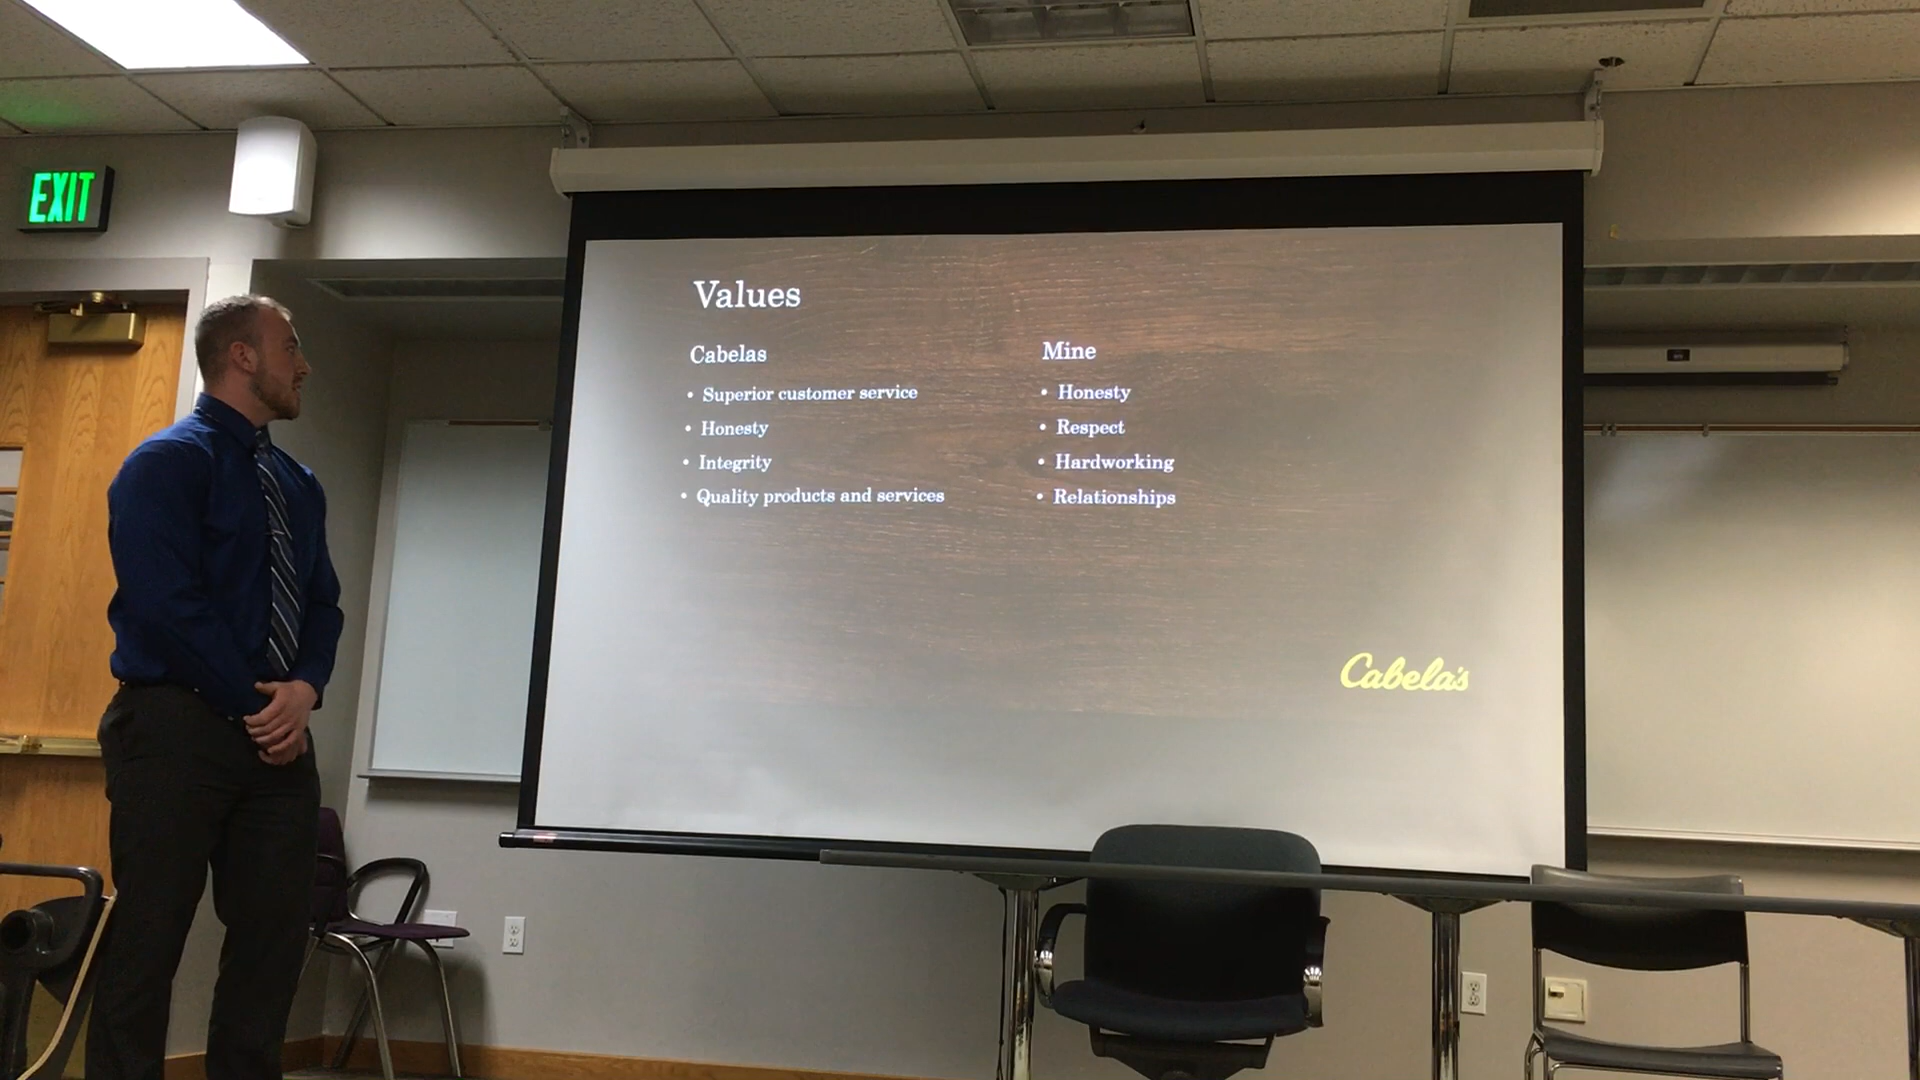 EXIT
Values
Cabelas
• Superior customer service
• Honesty
• Integrity
• Quality products and services
Mine
• Honesty
• Respect
• Hardworking
• Relationships
Cabela's